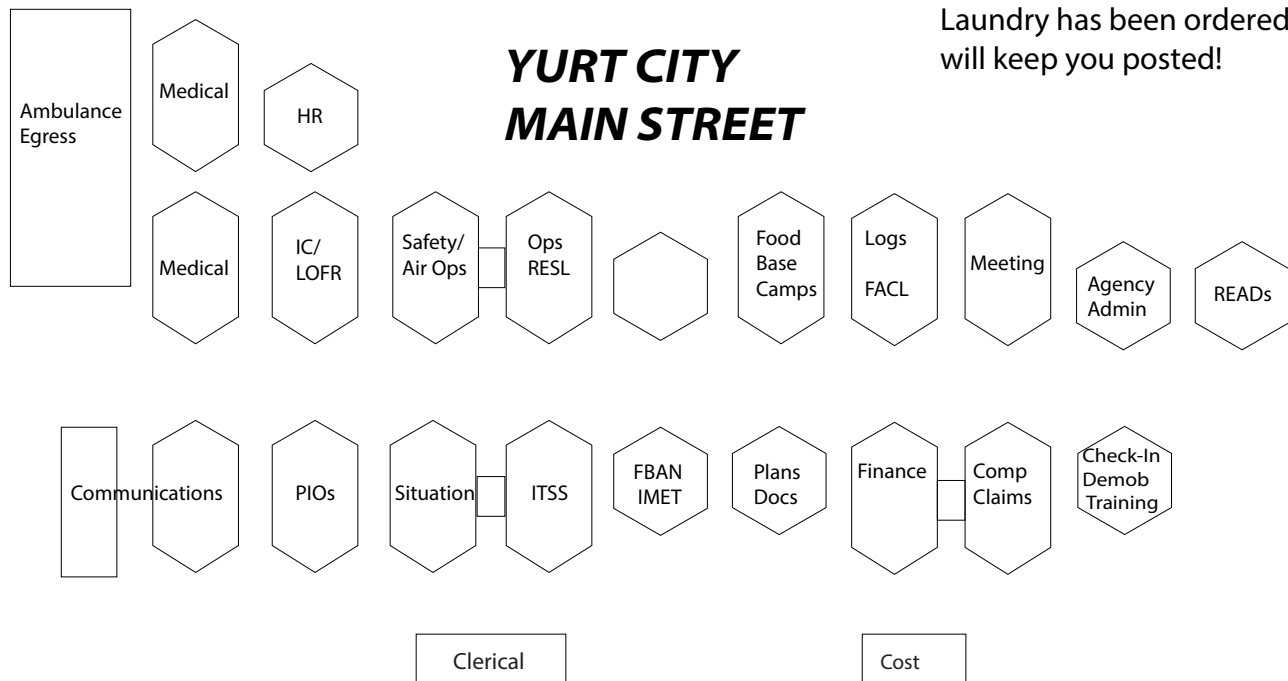 Laundry has been ordered
will keep you posted!
YURT CITY
MAIN STREET
Ambulance
Egress
Medical
HR
Medical
IC/
LOFR
Safety/
Air Ops
Ops
RESL
Food
Base
Camps
Logs
FACL
Meeting
Agency
Admin
READs
Communications
PIOs
Situation
ITSS
FBAN
IMET
Plans
Docs
Finance
Comp
Claims
Check-In
Demob
Training
Clerical
Cost